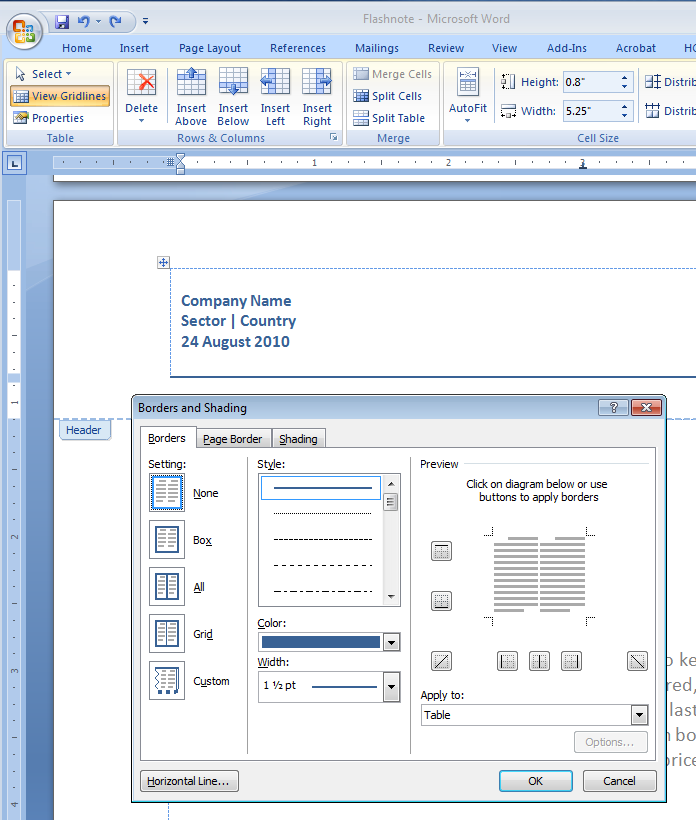 Flashnote - Microsoft Word
Home Insert Page Layout References Mailings Review View Add-Ins Acrobat HO
Select
View Gridlines
Properties
Table
Delete
Insert Above
Insert Below
Insert Left
Insert Right
Rows & Columns
Merge Cells
Split Cells
Split Table
Merge
AutoFit
Height: 0.8"
Width: 5.25"
Distrib
Distrib
Cell Size
L
1 2 3
Company Name
Sector | Country
24 August 2010
Header
1
2
3
4
Borders and Shading
Borders Page Border Shading
Setting:
None
Box
All
Grid
Custom
Style:
Color:
Width:
1 ½ pt
Preview
Click on diagram below or use
buttons to apply borders
Apply to:
Table
Options...
Horizontal Line...
OK Cancel
o ke
red,
last
n bo
price